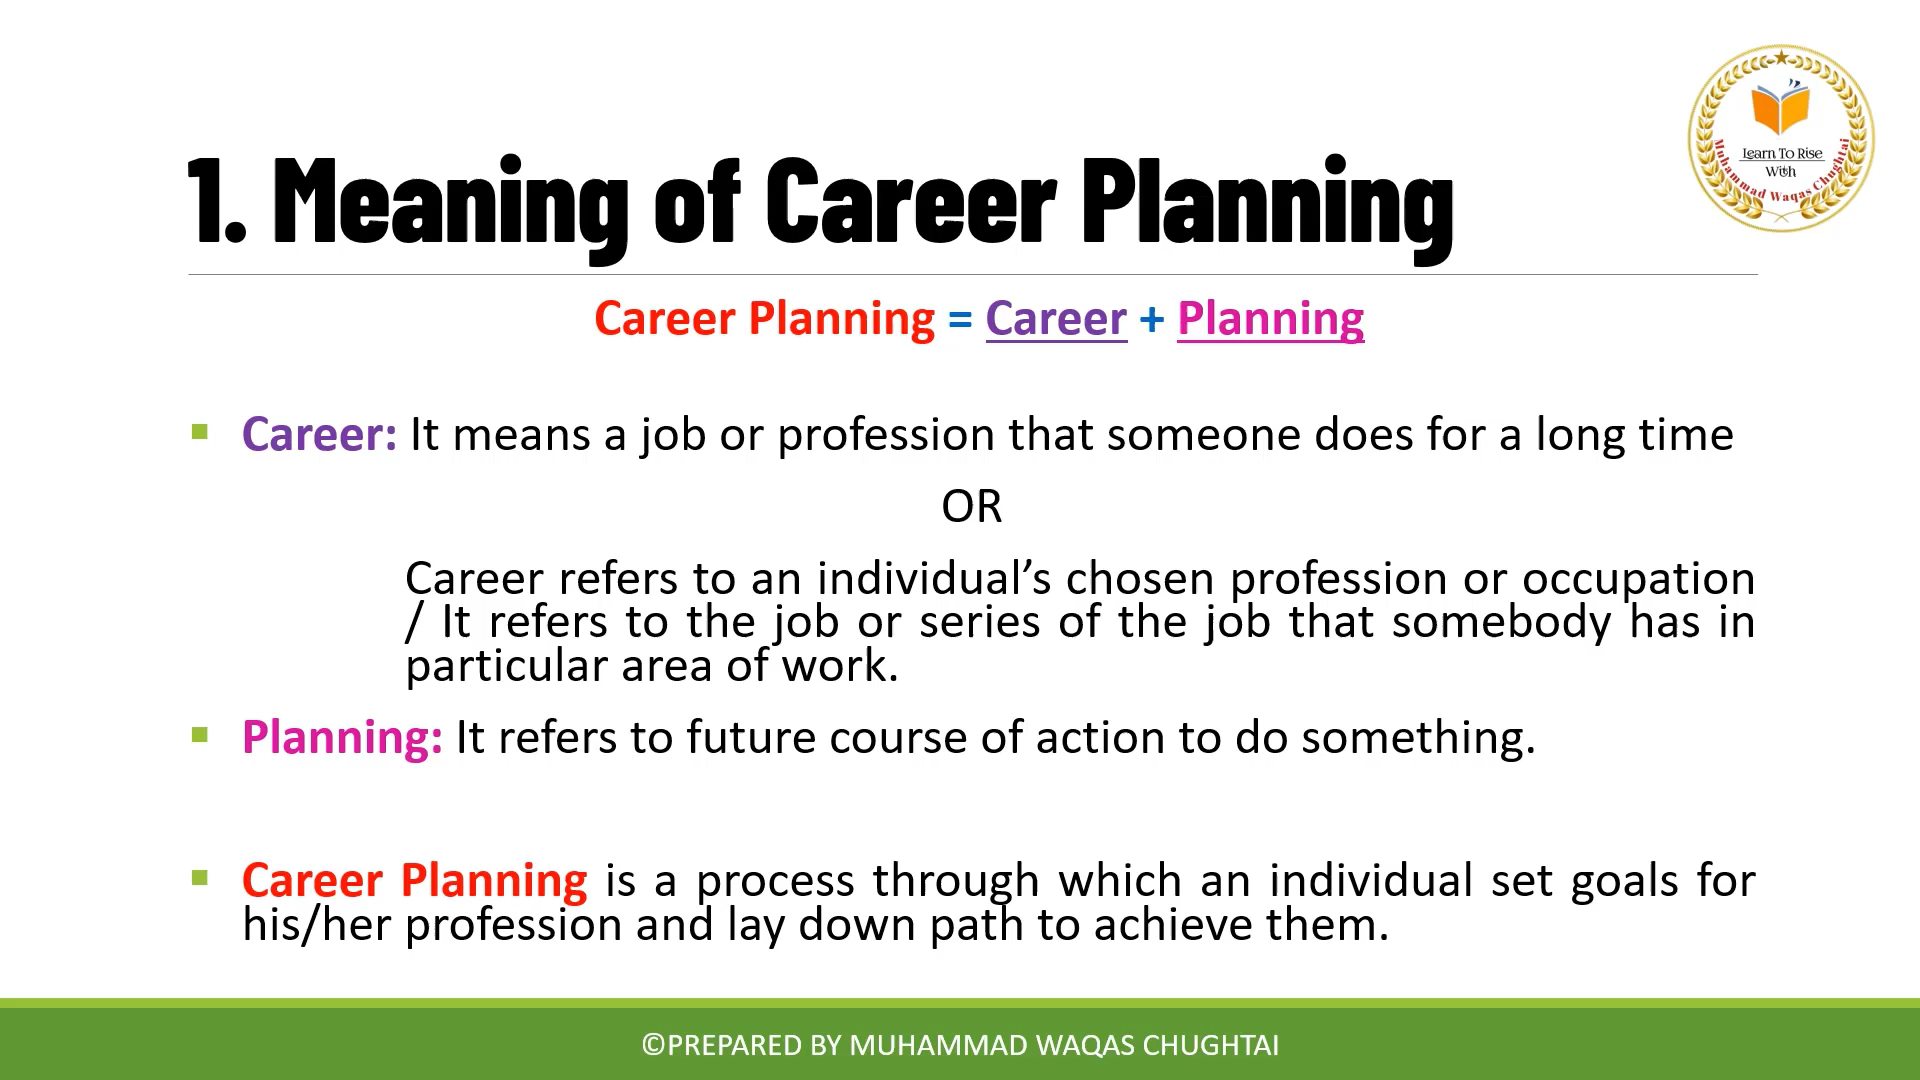 Learn To Rise
With
Muhammad Waqas Chughtai
1. Meaning of Career Planning
Career Planning = Career + Planning
▪ Career: It means a job or profession that someone does for a long time
OR
Career refers to an individual’s chosen profession or occupation
/ It refers to the job or series of the job that somebody has in
particular area of work.
▪ Planning: It refers to future course of action to do something.
▪ Career Planning is a process through which an individual set goals for
his/her profession and lay down path to achieve them.
©PREPARED BY MUHAMMAD WAQAS CHUGHTAI